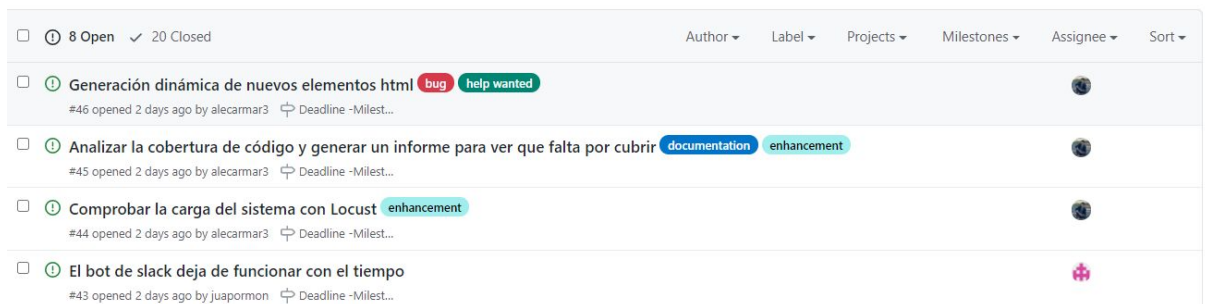 8 Open 20 Closed Author Label Projects Milestones Assignee Sort
Generación dinámica de nuevos elementos html bug help wanted
#46 opened 2 days ago by alecarmar3 Deadline -Milest...
Analizar la cobertura de código y generar un informe para ver que falta por cubrir documentation enhancement
#45 opened 2 days ago by alecarmar3 Deadline -Milest...
Comprobar la carga del sistema con Locust enhancement
#44 opened 2 days ago by alecarmar3 Deadline -Milest...
El bot de slack deja de funcionar con el tiempo
#43 opened 2 days ago by juapormon Deadline -Milest...